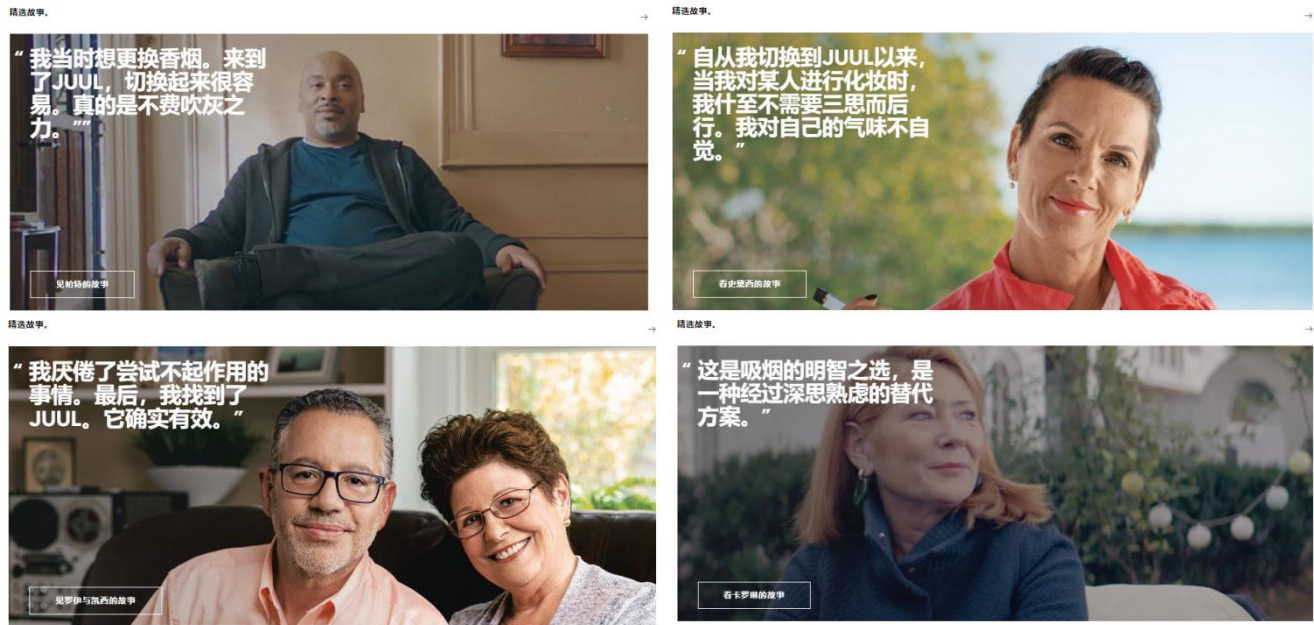 精选故事。
→
“ 我当时想更换香烟。来到
了JUUL，切换起来很容
易。真的是不费吹灰之
力。””
见帕特的故事
精选故事。
→
“ 自从我切换到JUUL以来，
当我对某人进行化妆时，
我什至不需要三思而后
行。我对自己的气味不自
觉。”
看史黛西的故事
精选故事。
→
“ 我厌倦了尝试不起作用的
事情。最后，我找到了
JUUL。它确实有效。”
见罗伊与凯西的故事
精选故事。
→
“ 这是吸烟的明智之选，是
一种经过深思熟虑的替代
方案。”
看卡罗琳的故事